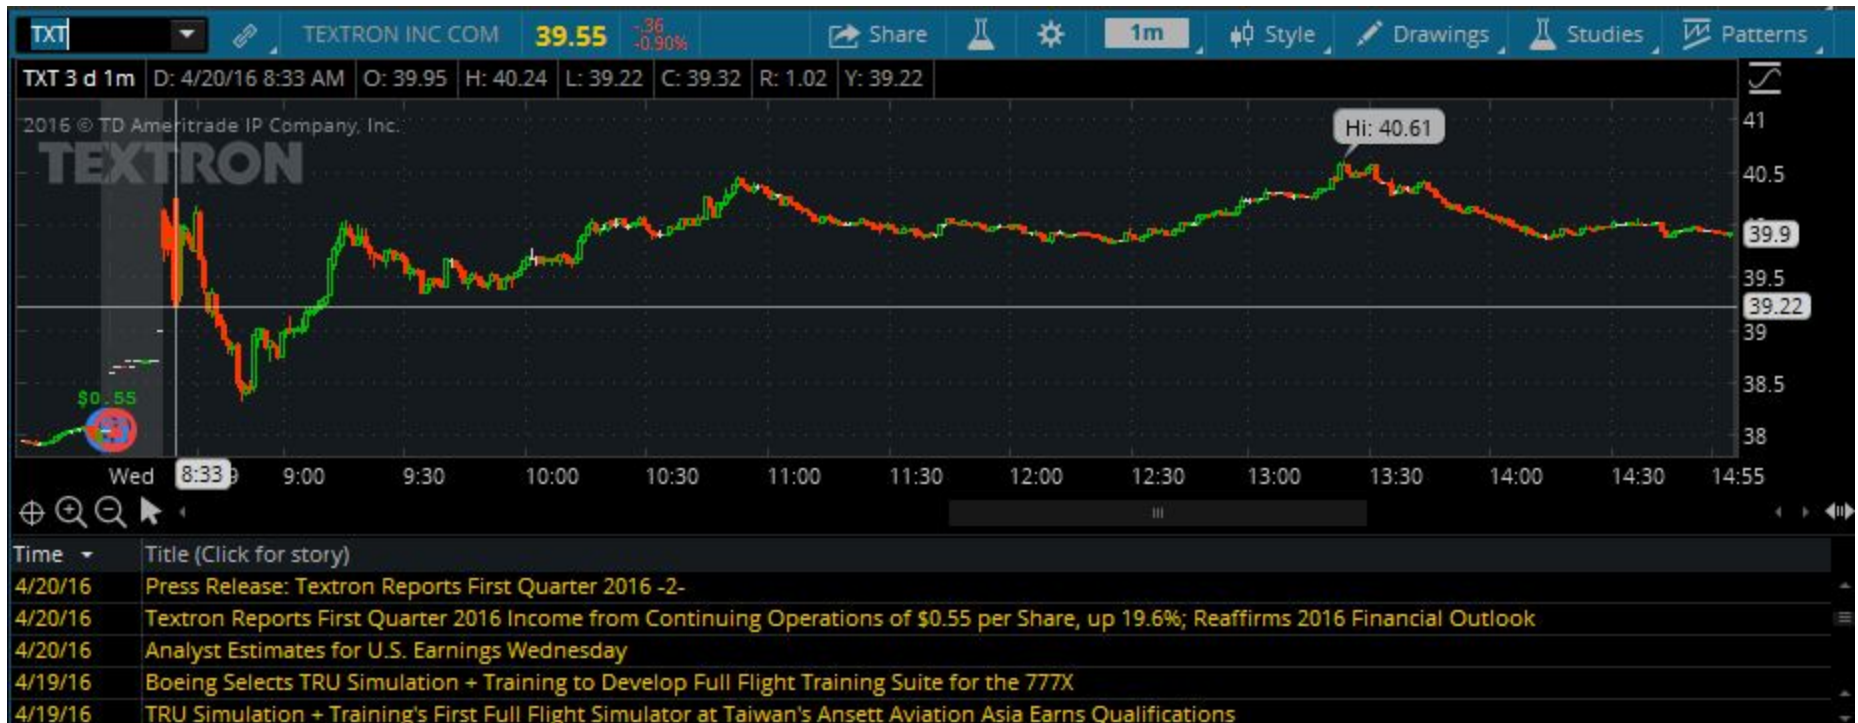 TXT TEXTRON INC COM 39.55 -.36 -0.90% Share 1m Style Drawings Studies Patterns
TXT 3 d 1m D: 4/20/16 8:33 AM O: 39.95 H: 40.24 L: 39.22 C: 39.32 R: 1.02 Y: 39.22
2016 © TD Ameritrade IP Company, Inc.
TEXTRON
Hi: 40.61
41
40.5
39.9
39.5
39.22
39
38.5
38
$0.55
Wed 8:33 9:00 9:30 10:00 10:30 11:00 11:30 12:00 12:30 13:00 13:30 14:00 14:30 14:55
Time Title (Click for story)
4/20/16 Press Release: Textron Reports First Quarter 2016 -2-
4/20/16 Textron Reports First Quarter 2016 Income from Continuing Operations of $0.55 per Share, up 19.6%; Reaffirms 2016 Financial Outlook
4/20/16 Analyst Estimates for U.S. Earnings Wednesday
4/19/16 Boeing Selects TRU Simulation + Training to Develop Full Flight Training Suite for the 777X
4/19/16 TRU Simulation + Training's First Full Flight Simulator at Taiwan's Ansett Aviation Asia Earns Qualifications